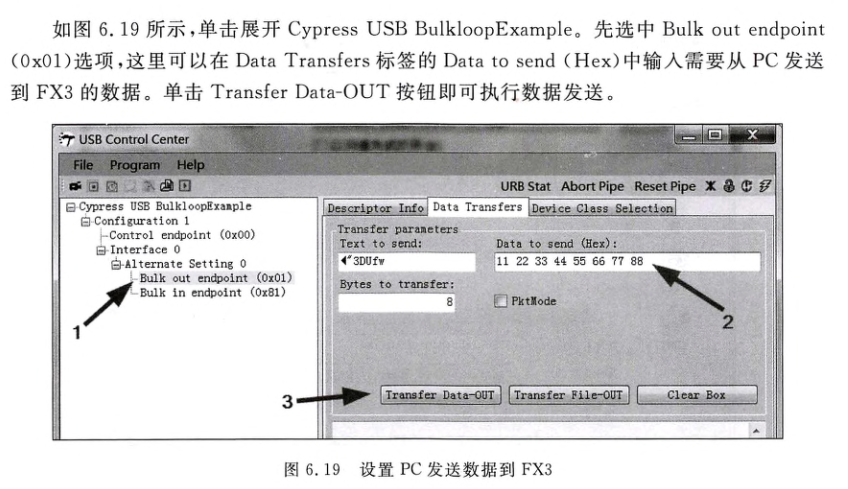 如图 6.19 所示,单击展开 Cypress USB BulkloopExample。先选中 Bulk out endpoint
(0x01)选项,这里可以在 Data Transfers 标签的 Data to send (Hex)中输入需要从 PC 发送
到 FX3 的数据。单击 Transfer Data-OUT 按钮即可执行数据发送。
USB Control Center
File Program Help
URB Stat Abort Pipe Reset Pipe
Cypress USB BulkloopExample
Configuration 1
Control endpoint (0x00)
Interface 0
Alternate Setting 0
Bulk out endpoint (0x01)
Bulk in endpoint (0x81)
1
Descriptor Info Data Transfers Device Class Selection
Transfer parameters
Text to send: Data to send (Hex):
"3DUfw 11 22 33 44 55 66 77 88
Bytes to transfer:
8 PktMode
2
3
Transfer Data-OUT Transfer File-OUT Clear Box
图 6.19 设置 PC 发送数据到 FX3